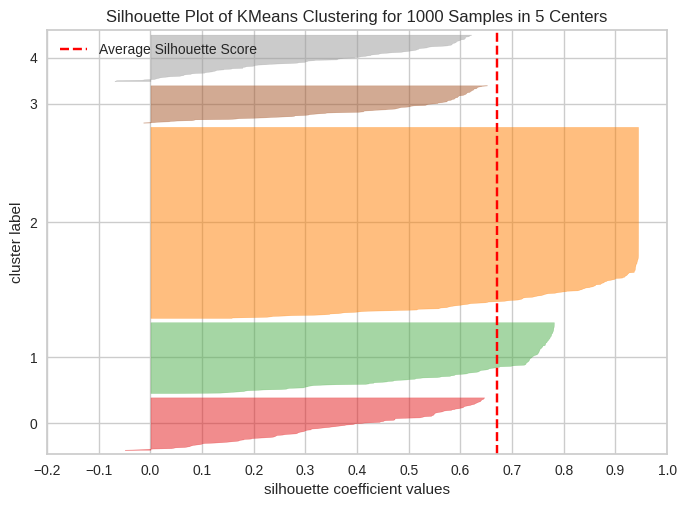 Silhouette Plot of KMeans Clustering for 1000 Samples in 5 Centers
Average Silhouette Score
cluster label
4
3
2
1
0
−0.2 −0.1 0.0 0.1 0.2 0.3 0.4 0.5 0.6 0.7 0.8 0.9 1.0
silhouette coefficient values